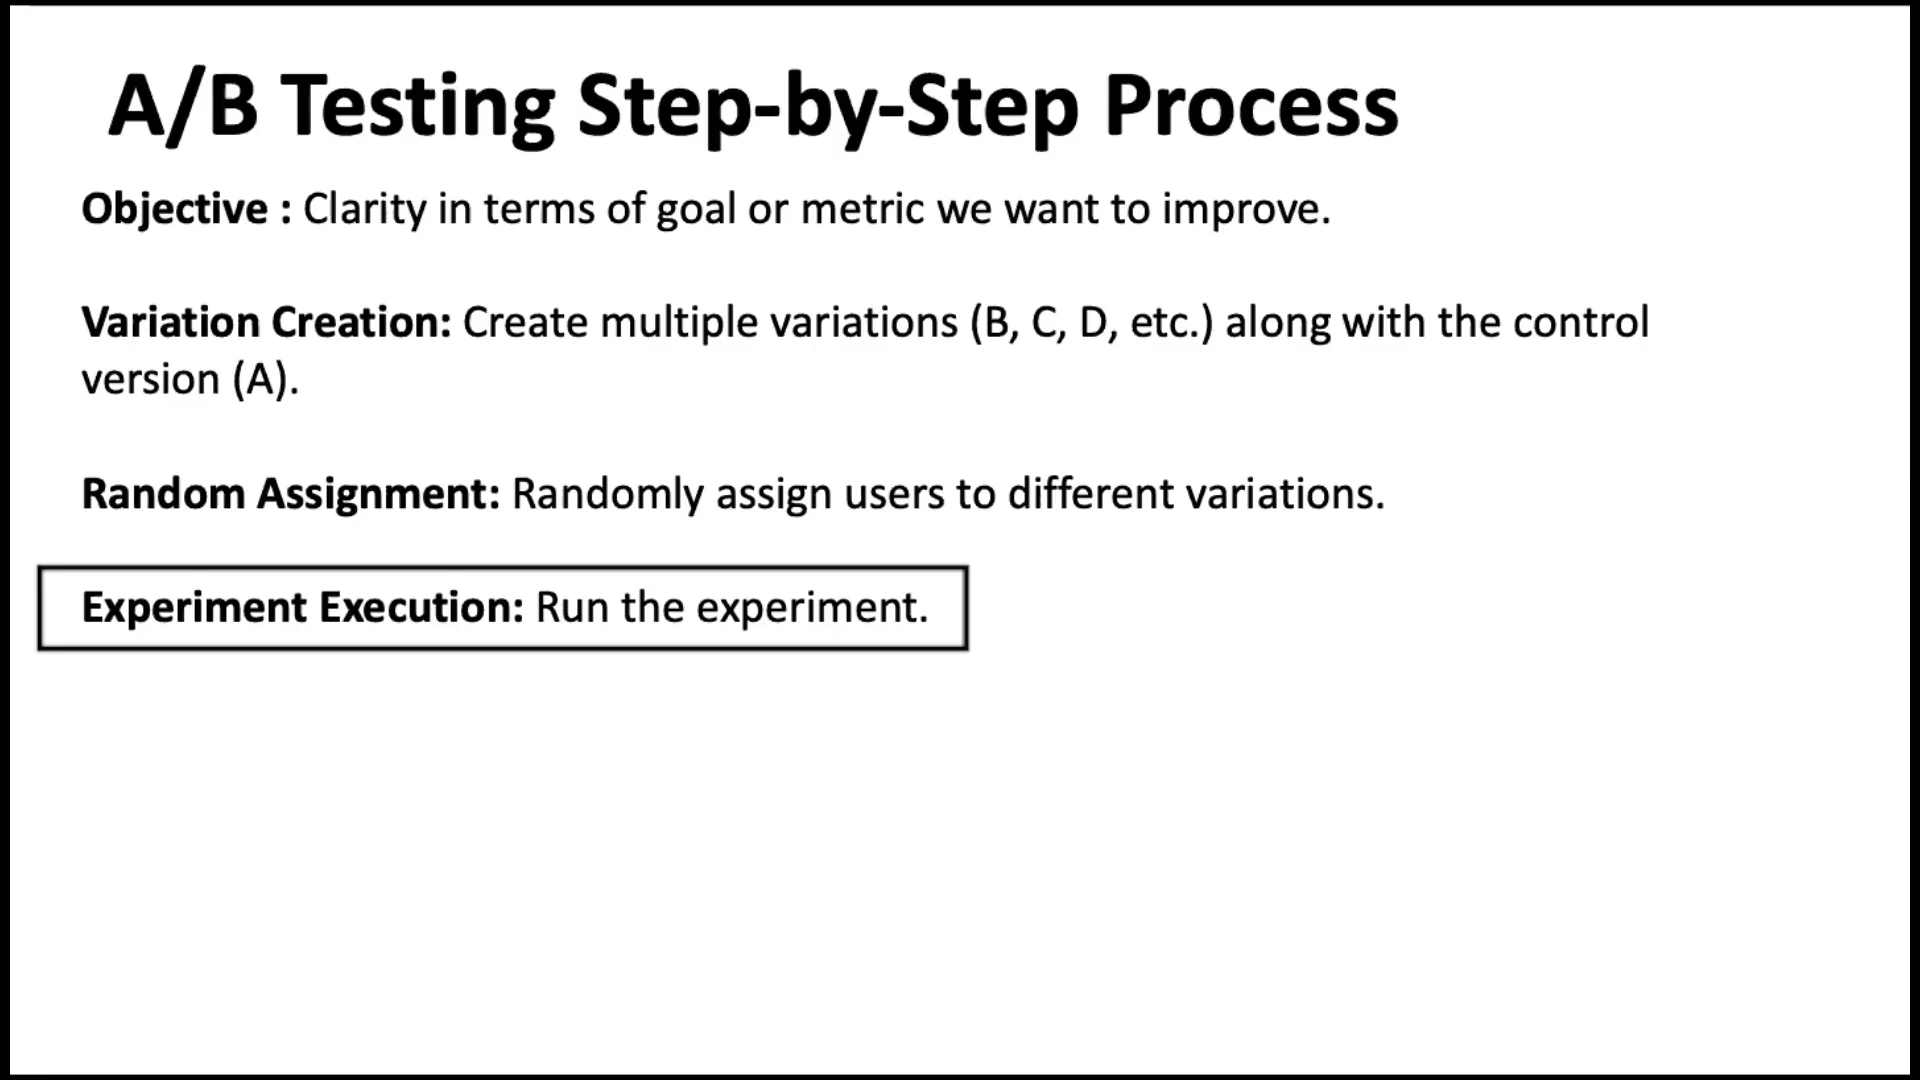 A/B Testing Step-by-Step Process
Objective : Clarity in terms of goal or metric we want to improve.
Variation Creation: Create multiple variations (B, C, D, etc.) along with the control
version (A).
Random Assignment: Randomly assign users to different variations.
Experiment Execution: Run the experiment.